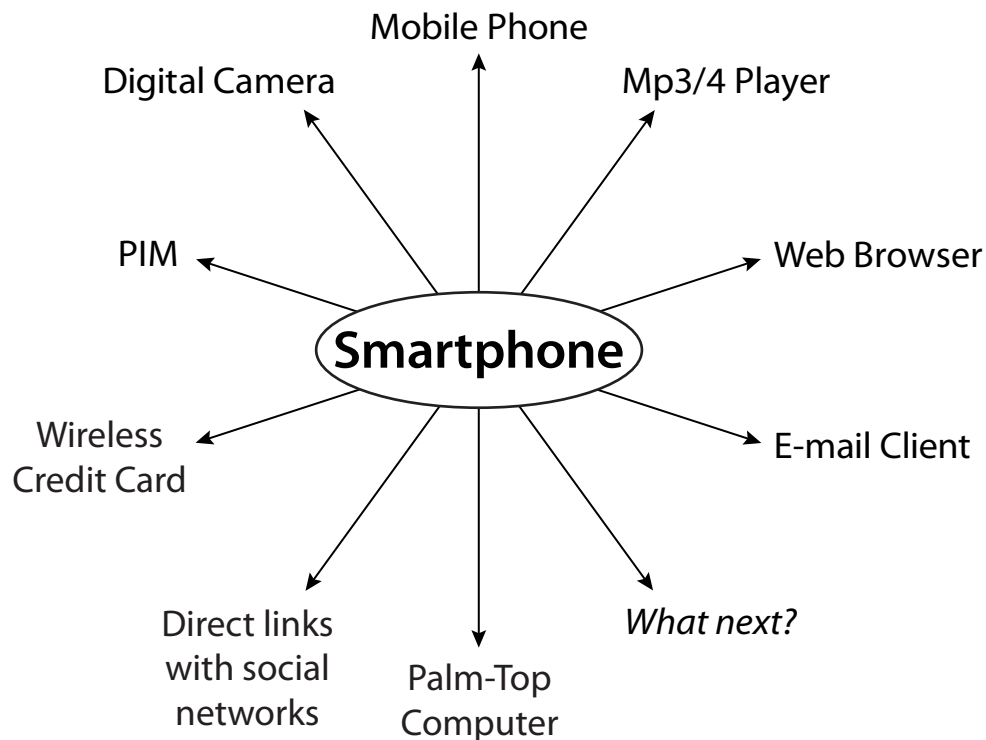 Mobile Phone
Digital Camera
Mp3/4 Player
PIM
Web Browser
Smartphone
Wireless
Credit Card
E-mail Client
Direct links
with social
networks
Palm-Top
Computer
What next?